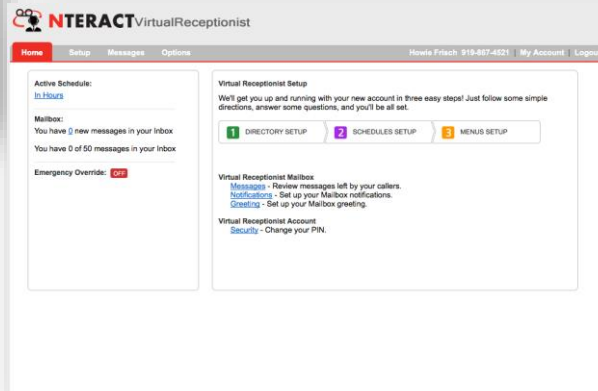 NTERACTVirtualReceptionist
Home Setup Messages Options Howie Frisch 919-887-4521 | My Account | Logout
Active Schedule:
In Hours
Mailbox:
You have 0 new messages in your Inbox
You have 0 of 50 messages in your Inbox
Emergency Override: OFF
Virtual Receptionist Setup
We'll get you up and running with your new account in three easy steps! Just follow some simple
directions, answer some questions, and you'll be all set.
1 DIRECTORY SETUP 2 SCHEDULES SETUP 3 MENUS SETUP
Virtual Receptionist Mailbox
Messages - Review messages left by your callers.
Notifications - Set up your Mailbox notifications.
Greeting - Set up your Mailbox greeting.
Virtual Receptionist Account
Security - Change your PIN.